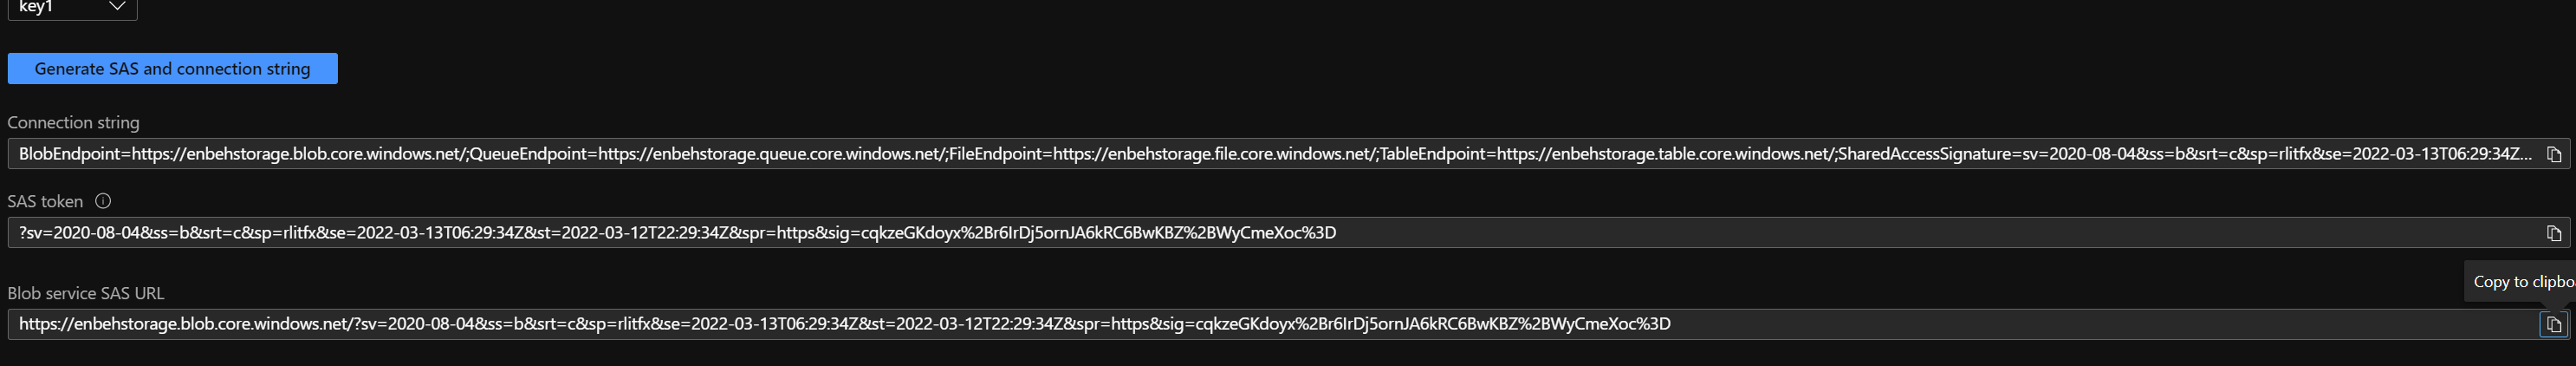 key1
Generate SAS and connection string
Connection string
BlobEndpoint=https://enbehstorage.blob.core.windows.net/;QueueEndpoint=https://enbehstorage.queue.core.windows.net/;FileEndpoint=https://enbehstorage.file.core.windows.net/;TableEndpoint=https://enbehstorage.table.core.windows.net/;SharedAccessSignature=sv=2020-08-04&ss=b&srt=c&sp=rlitfx&se=2022-03-13T06:29:34Z...
SAS token
?sv=2020-08-04&ss=b&srt=c&sp=rlitfx&se=2022-03-13T06:29:34Z&st=2022-03-12T22:29:34Z&spr=https&sig=cqkzeGKdoyx%2Br6IrDj5ornJA6kRC6BwKBZ%2BWyCmeXoc%3D
Copy to clipboa
Blob service SAS URL
https://enbehstorage.blob.core.windows.net/?sv=2020-08-04&ss=b&srt=c&sp=rlitfx&se=2022-03-13T06:29:34Z&st=2022-03-12T22:29:34Z&spr=https&sig=cqkzeGKdoyx%2Br6IrDj5ornJA6kRC6BwKBZ%2BWyCmeXoc%3D